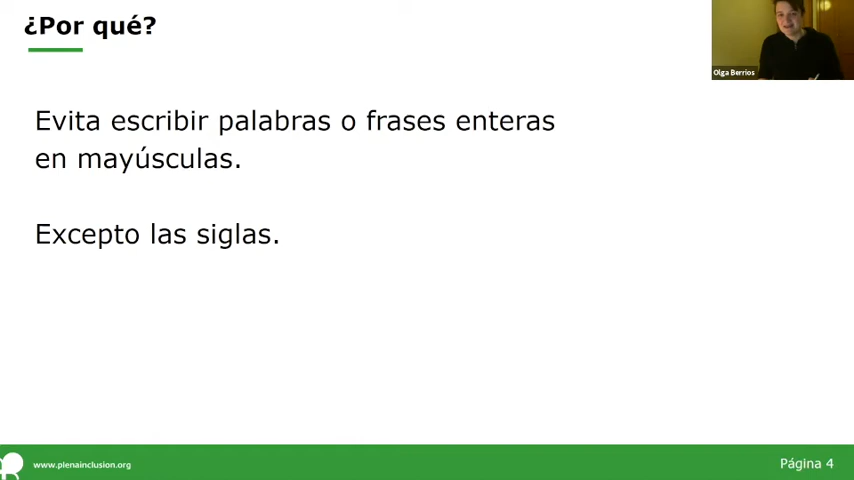 ¿Por qué?
Olga Berrios
Evita escribir palabras o frases enteras
en mayúsculas.
Excepto las siglas.
www.plenainclusion.org
Página 4